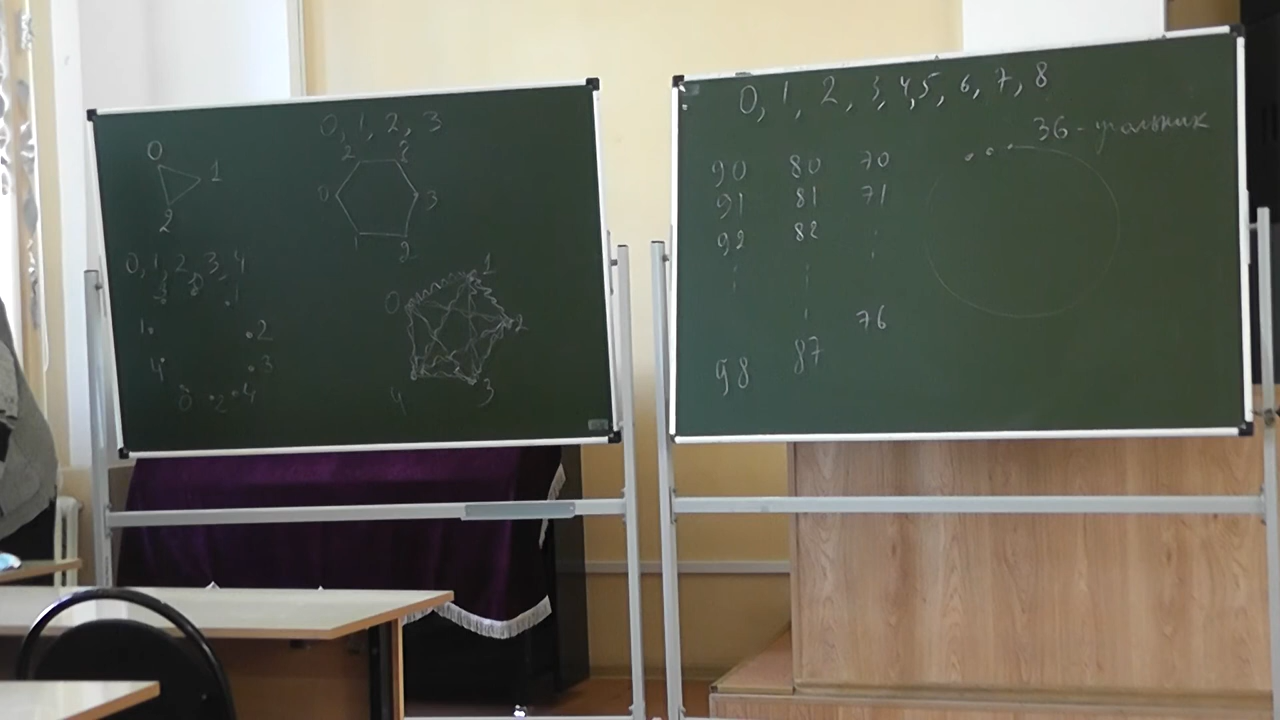 0, 1, 2, 3
0
1
2
2 3
0 3
1 2
0, 1, 2, 3, 4
1
1 2
4 3
0 2 4
1
0 2
4 3
0, 1, 2, 3, 4, 5, 6, 7, 8
36-угольник
90 80 70
91 81 71
92 82
76
98 87